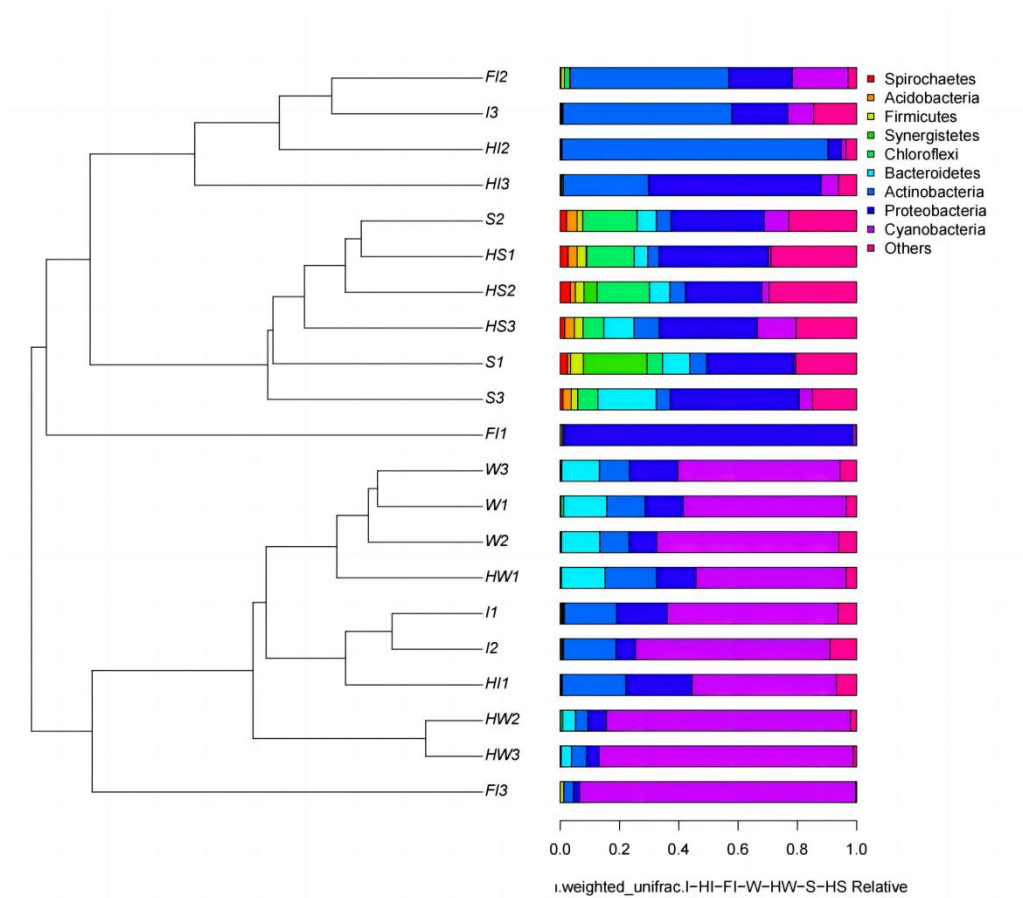 FI2
I3
HI2
HI3
S2
HS1
HS2
HS3
S1
S3
FI1
W3
W1
W2
HW1
I1
I2
HI1
HW2
HW3
FI3
Spirochaetes
Acidobacteria
Firmicutes
Synergistetes
Chloroflexi
Bacteroidetes
Actinobacteria
Proteobacteria
Cyanobacteria
Others
0.0 0.2 0.4 0.6 0.8 1.0
.weighted_unifrac.I−HI−FI−W−HW−S−HS Relative